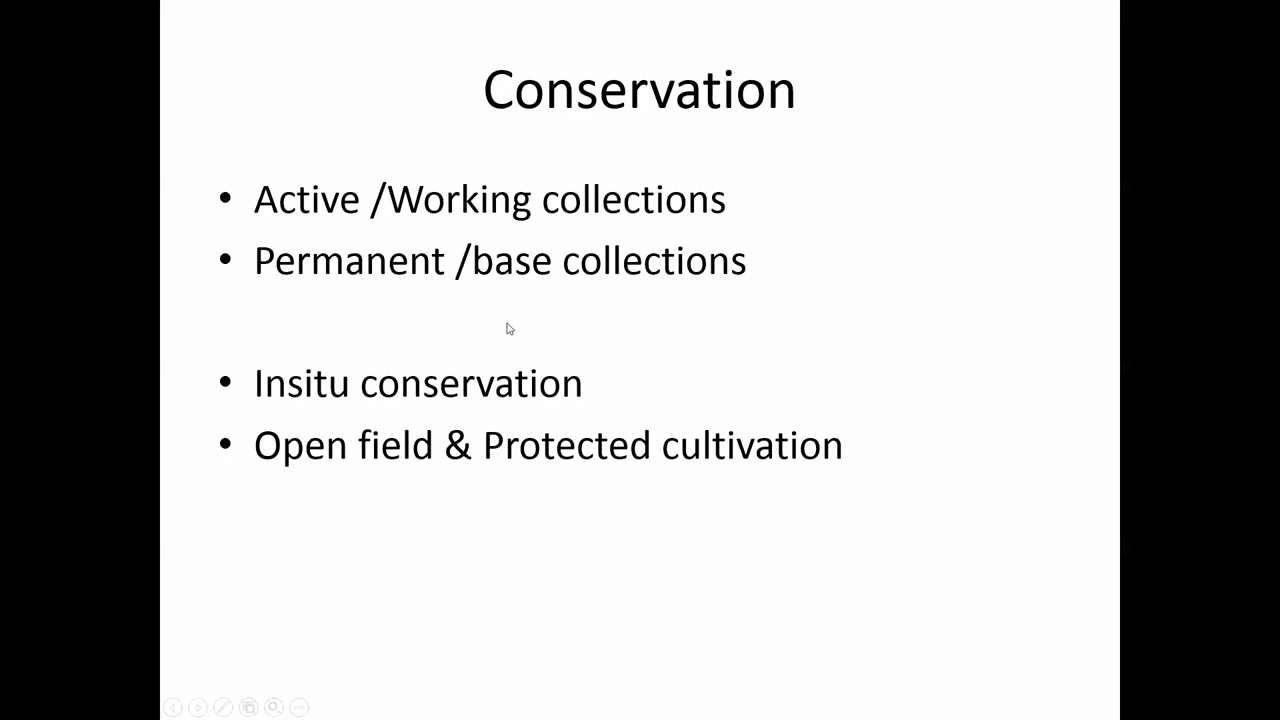 Conservation
• Active /Working collections
• Permanent /base collections
• Insitu conservation
• Open field & Protected cultivation